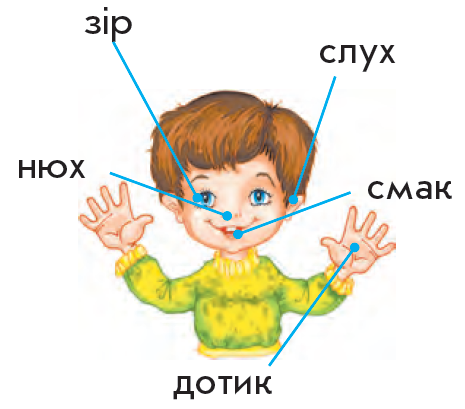 зір
слух
нюх
смак
дотик